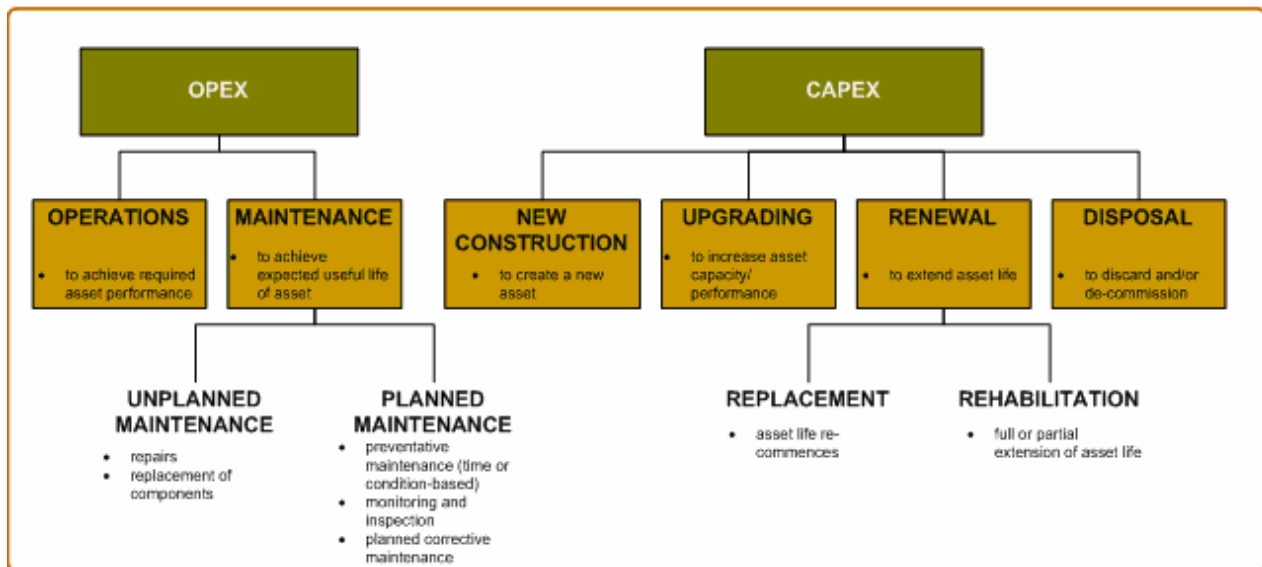 OPEX
CAPEX
OPERATIONS
• to achieve required
asset performance
MAINTENANCE
• to achieve
expected useful life
of asset
NEW
CONSTRUCTION
• to create a new
asset
UPGRADING
• to increase asset
capacity/
performance
RENEWAL
• to extend asset life
DISPOSAL
• to discard and/or
de-commission
UNPLANNED
MAINTENANCE
• repairs
• replacement of
components
PLANNED
MAINTENANCE
• preventative
maintenance (time or
condition-based)
• monitoring and
inspection
• planned corrective
maintenance
REPLACEMENT
• asset life re-
commences
REHABILITATION
• full or partial
extension of asset life